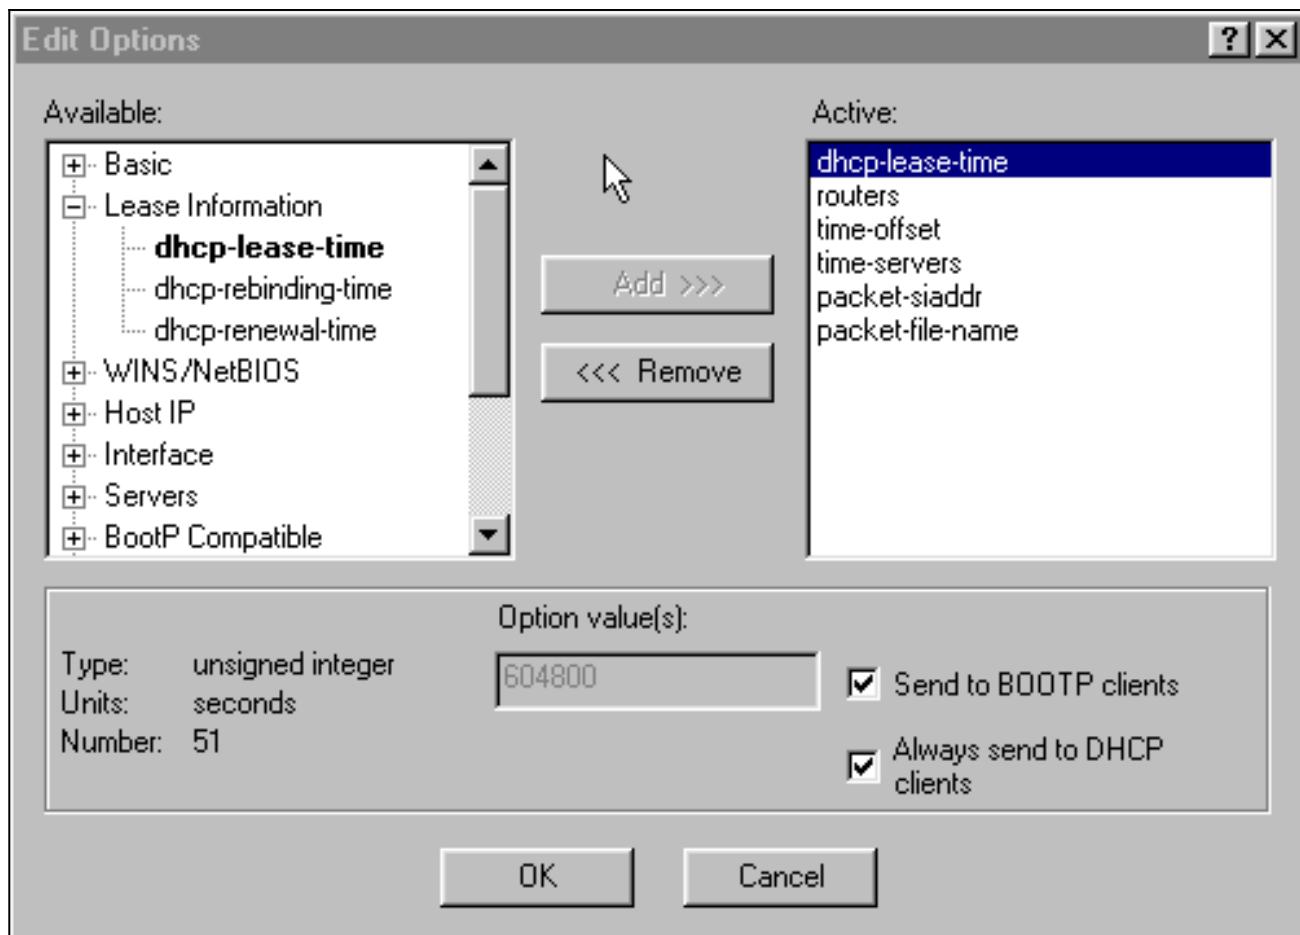 Edit Options
Available:
Basic
Lease Information
dhcp-lease-time
dhcp-rebinding-time
dhcp-renewal-time
WINS/NetBIOS
Host IP
Interface
Servers
BootP Compatible
Add >>>
<<< Remove
Active:
dhcp-lease-time
routers
time-offset
time-servers
packet-siaddr
packet-file-name
Type: unsigned integer
Units: seconds
Number: 51
Option value(s):
604800
Send to BOOTP clients
Always send to DHCP
clients
OK
Cancel